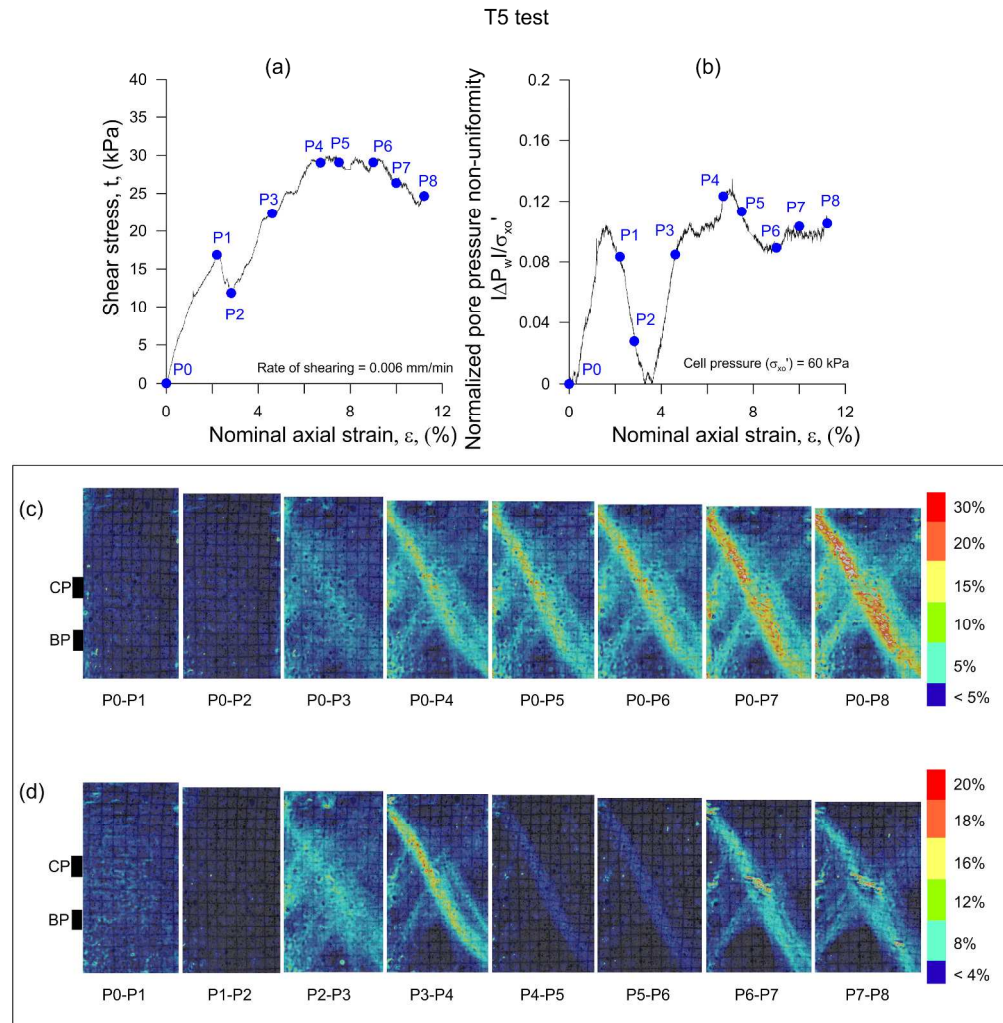 T5 test
(a)
Shear stress, t, (kPa)
40
35
30
25
20
15
10
5
0
P0
P1
P2
P3
P4
P5
P6
P7
P8
Rate of shearing = 0.006 mm/min
0 4 8 12
Nominal axial strain, ε, (%)
(b)
Normalized pore pressure non-uniformity
|ΔPw|/σxo'
0.2
0.16
0.12
0.08
0.04
0
P0
P1
P2
P3
P4
P5
P6
P7
P8
Cell pressure (σxo') = 60 kPa
0 4 8 12
Nominal axial strain, ε, (%)
(c)
CP
BP
P0-P1 P0-P2 P0-P3 P0-P4 P0-P5 P0-P6 P0-P7 P0-P8
30%
20%
15%
10%
5%
< 5%
(d)
CP
BP
P0-P1 P1-P2 P2-P3 P3-P4 P4-P5 P5-P6 P6-P7 P7-P8
20%
18%
16%
12%
8%
< 4%